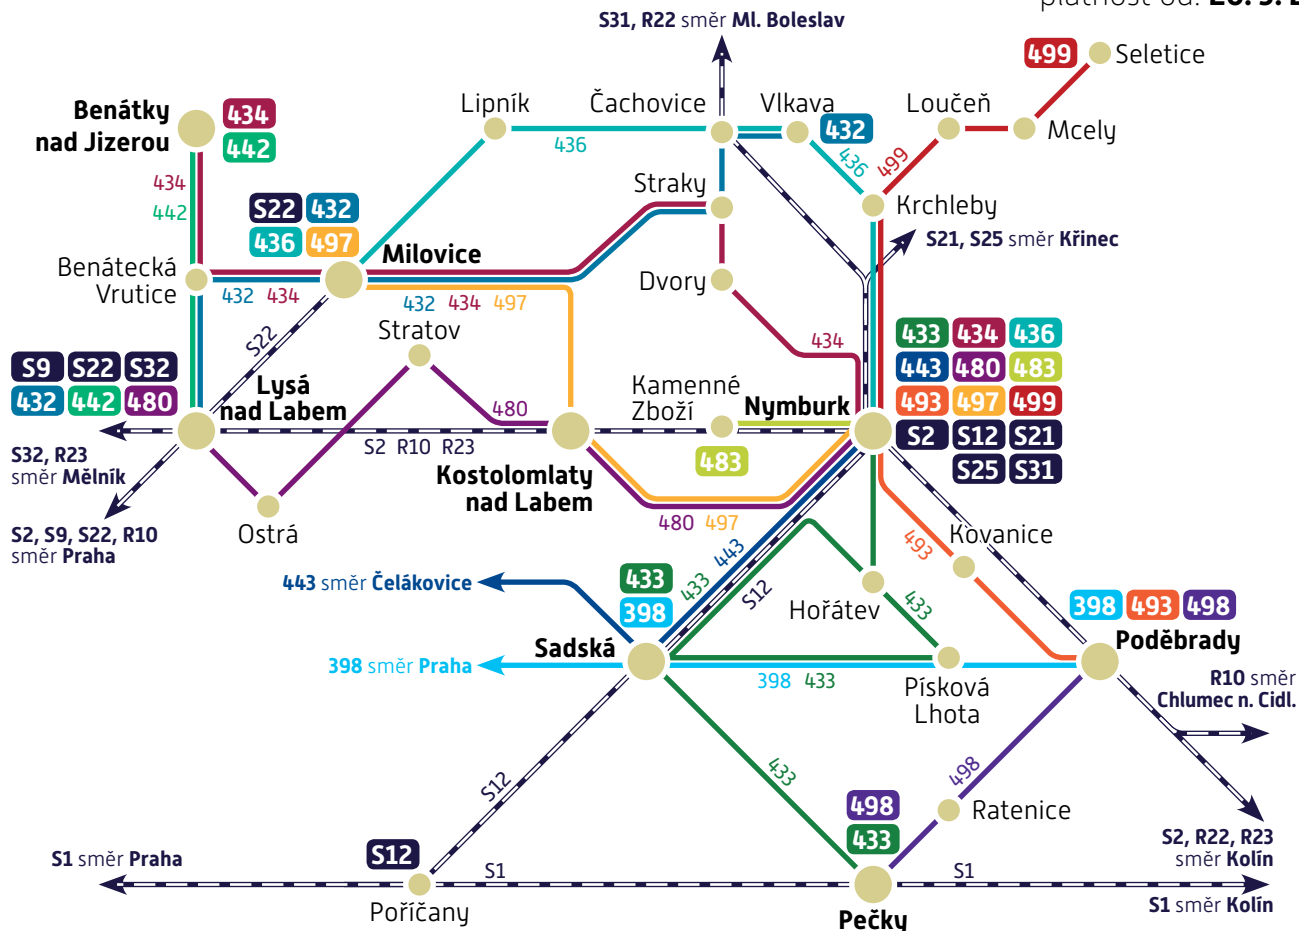 platnost od:
S31, R22 směr Ml. Boleslav
499 Seletice
Benátky
nad Jizerou
434
442
Lipník
Čachovice
Vlkava
432
Loučeň
Mcely
436
436
499
434
442
S22 432
436 497
Straky
Krchleby
Milovice
S21, S25 směr Křinec
Benátecká
Vrutice
432 434
432 434 497
Dvory
S22
Stratov
434
433 434 436
443 480 483
493 497 499
S2 S12 S21
S25 S31
S9 S22 S32
432 442 480
Lysá
nad Labem
480
Kamenné
Zboží
Nymburk
S2 R10 R23
483
S32, R23
směr Mělník
Kostolomlaty
nad Labem
S2, S9, S22, R10
směr Praha
Ostrá
480 497
493
Kovanice
443 směr Čelákovice
433
398
433
443
S12
Hořátev
433
398 493 498
Poděbrady
Sadská
398 směr Praha
398 433
Písková
Lhota
R10 směr
Chlumec n. Cidl.
S12
433
498
498
433
Ratenice
S2, R22, R23
směr Kolín
S1 směr Praha
S12
S1
S1
Poříčany
Pečky
S1 směr Kolín